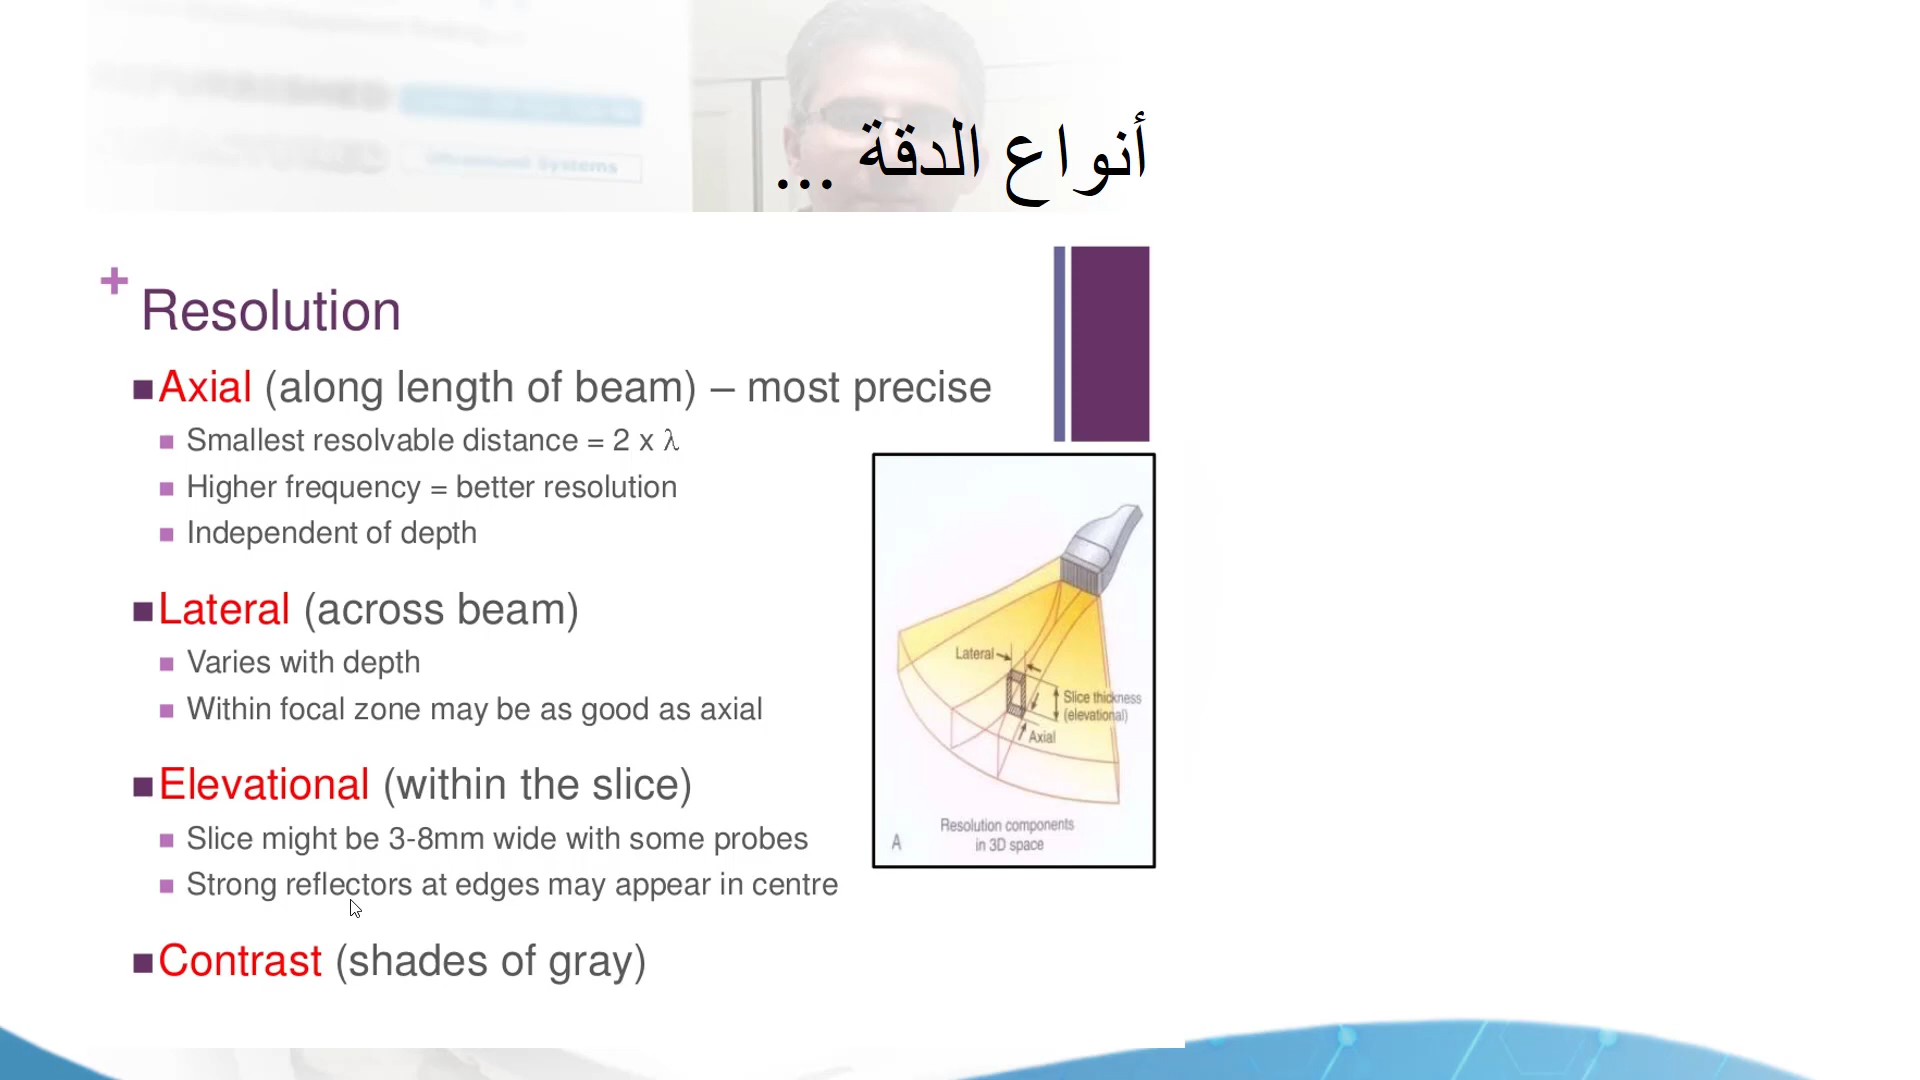 أنواع الدقة ...
Ultrasound Systems
+
Resolution
Axial (along length of beam) – most precise
Smallest resolvable distance = 2 x λ
Higher frequency = better resolution
Independent of depth
Lateral (across beam)
Varies with depth
Within focal zone may be as good as axial
Elevational (within the slice)
Slice might be 3-8mm wide with some probes
Strong reflectors at edges may appear in centre
Contrast (shades of gray)
Lateral
Slice thickness
(elevational)
Axial
Resolution components
in 3D space
A